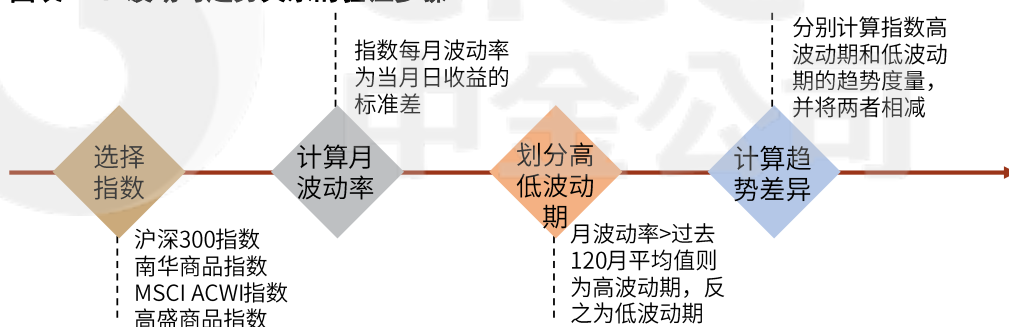 指数每月波动率
为当月日收益的
标准差
分别计算指数高
波动期和低波动
期的趋势度量，
并将两者相减
选择
指数
计算月
波动率
划分高
低波动
期
计算趋
势差异
沪深300指数
南华商品指数
MSCI ACWI指数
高盛商品指数
月波动率>过去
120月平均值则
为高波动期，反
之为低波动期
中金公司